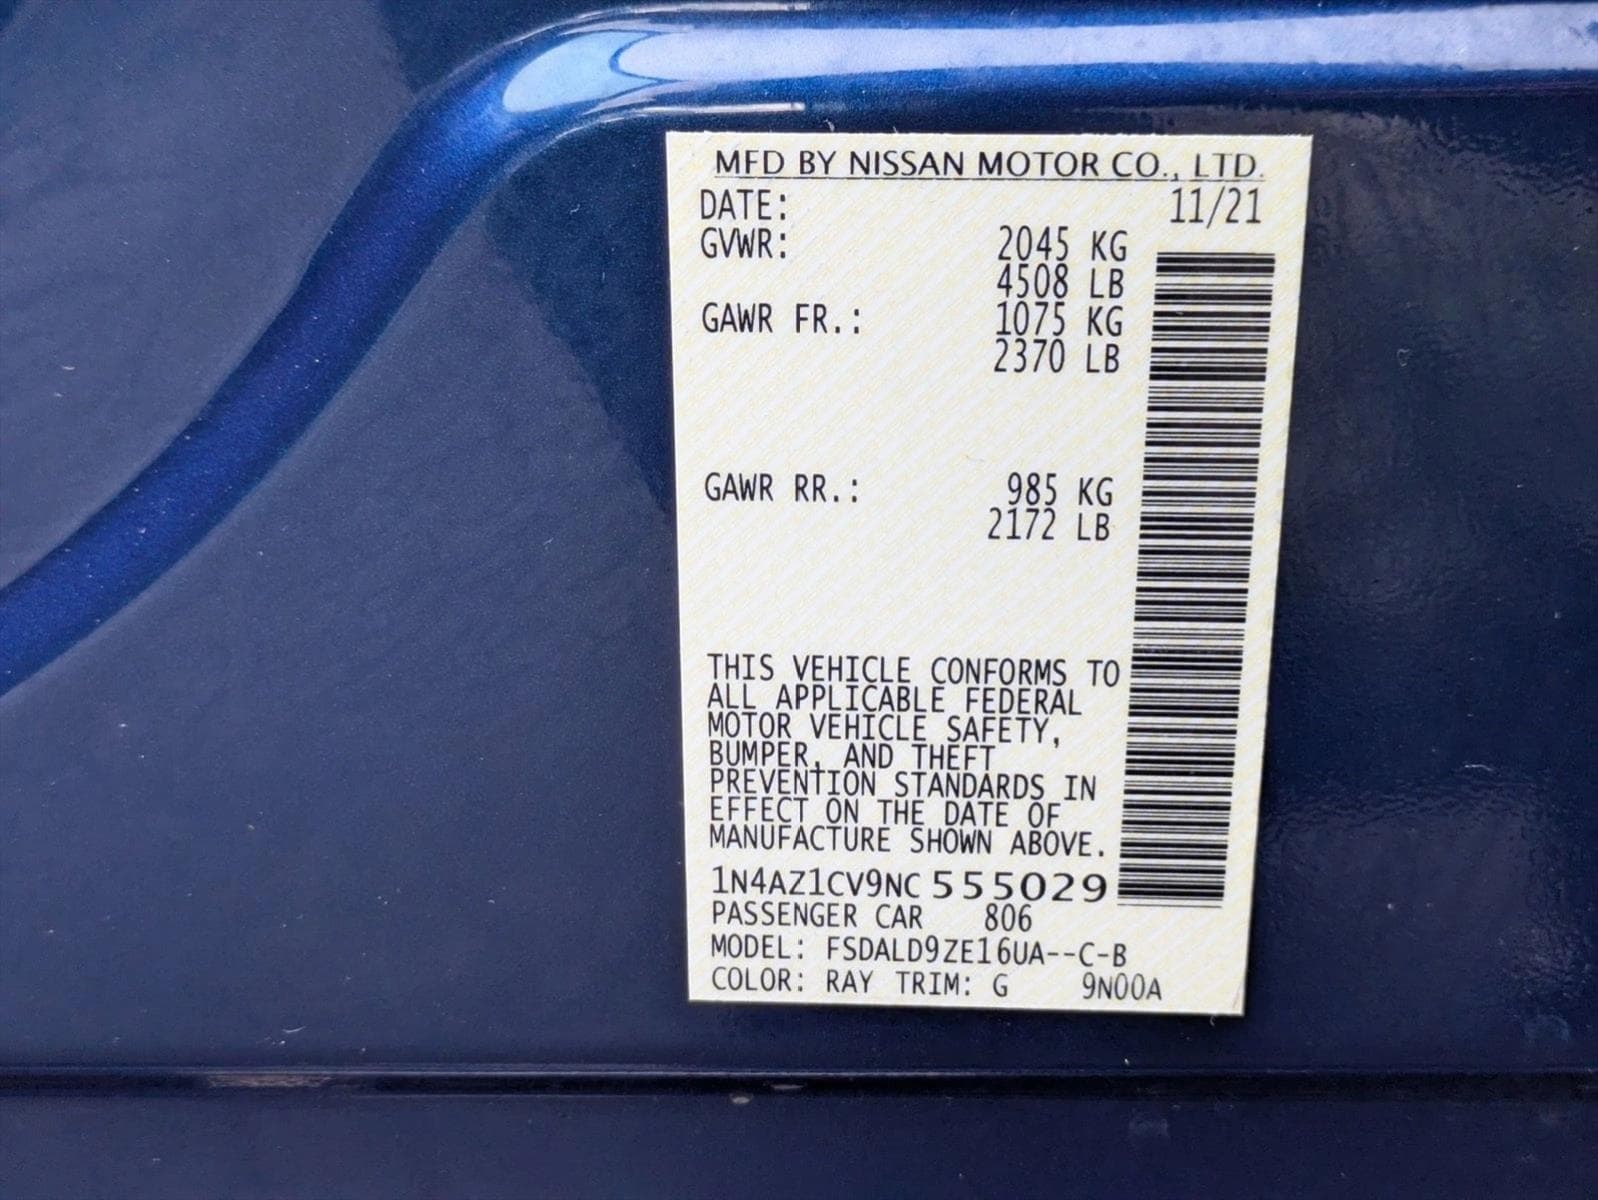 MFD BY NISSAN MOTOR CO., LTD.
DATE: 11/21
GVWR: 2045 KG
4508 LB
GAWR FR.: 1075 KG
2370 LB
GAWR RR.: 985 KG
2172 LB
THIS VEHICLE CONFORMS TO
ALL APPLICABLE FEDERAL
MOTOR VEHICLE SAFETY,
BUMPER, AND THEFT
PREVENTION STANDARDS IN
EFFECT ON THE DATE OF
MANUFACTURE SHOWN ABOVE.
1N4AZ1CV9NC 555029
PASSENGER CAR 806
MODEL: FSDALD9ZE16UA--C-B
COLOR: RAY TRIM: G 9N00A